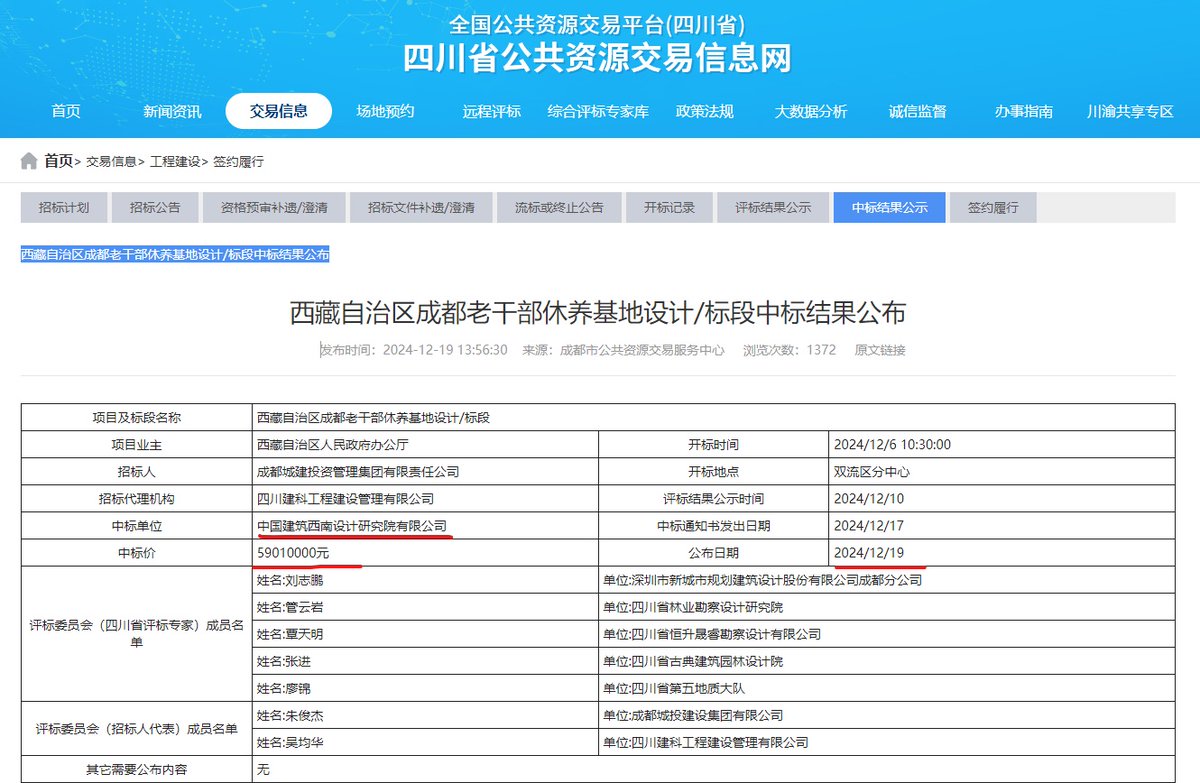 全国公共资源交易平台(四川省)
四川省公共资源交易信息网
首页 新闻资讯 交易信息 场地预约 远程评标 综合评标专家库 政策法规 大数据分析 诚信监督 办事指南 川渝共享专区
首页> 交易信息> 工程建设> 签约履行
招标计划 招标公告 资格预审补遗/澄清 招标文件补遗/澄清 流标或终止公告 开标记录 评标结果公示 中标结果公示 签约履行
西藏自治区成都老干部休养基地设计/标段中标结果公布
西藏自治区成都老干部休养基地设计/标段中标结果公布
发布时间：2024-12-19 13:56:30 来源：成都市公共资源交易服务中心 浏览次数：1372 原文链接
项目及标段名称 西藏自治区成都老干部休养基地设计/标段
项目业主 西藏自治区人民政府办公厅 开标时间 2024/12/6 10:30:00
招标人 成都城建投资管理集团有限责任公司 开标地点 双流区分中心
招标代理机构 四川建科工程建设管理有限公司 评标结果公示时间 2024/12/10
中标单位 中国建筑西南设计研究院有限公司 中标通知书发出日期 2024/12/17
中标价 59010000元 公布日期 2024/12/19
评标委员会（四川省评标专家）成员名
单
姓名:刘志鹏 单位:深圳市新城市规划建筑设计股份有限公司成都分公司
姓名:管云岩 单位:四川省林业勘察设计研究院
姓名:覃天明 单位:四川省恒升晟睿勘察设计有限公司
姓名:张进 单位:四川省古典建筑园林设计院
姓名:廖锦 单位:四川省第五地质大队
评标委员会（招标人代表）成员名单
姓名:朱俊杰 单位:成都城投建设集团有限公司
姓名:吴均华 单位:四川建科工程建设管理有限公司
其它需要公布内容 无